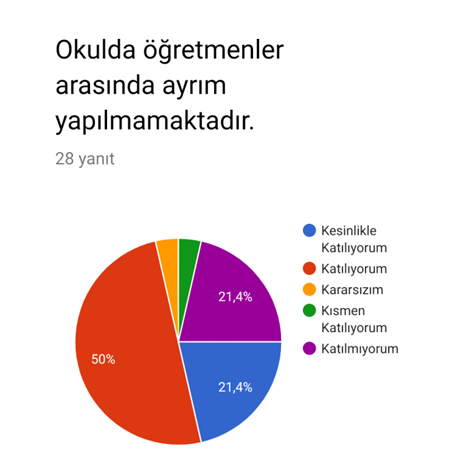 Okulda öğretmenler
arasında ayrım
yapılmamaktadır.
28 yanıt
Kesinlikle
Katılıyorum
Katılıyorum
Kararsızım
Kısmen
Katılıyorum
Katılmıyorum
21,4%
50%
21,4%